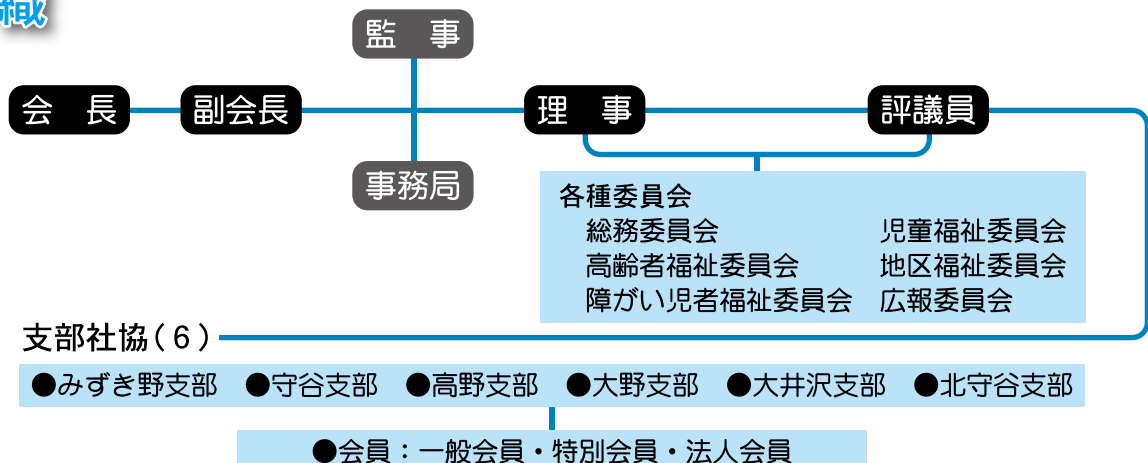 織
監　事
会　長　副会長　理　事　評議員
事務局
各種委員会
総務委員会　児童福祉委員会
高齢者福祉委員会　地区福祉委員会
障がい児者福祉委員会　広報委員会
支部社協（６）
●みずき野支部　●守谷支部　●高野支部　●大野支部　●大井沢支部　●北守谷支部
●会員：一般会員・特別会員・法人会員